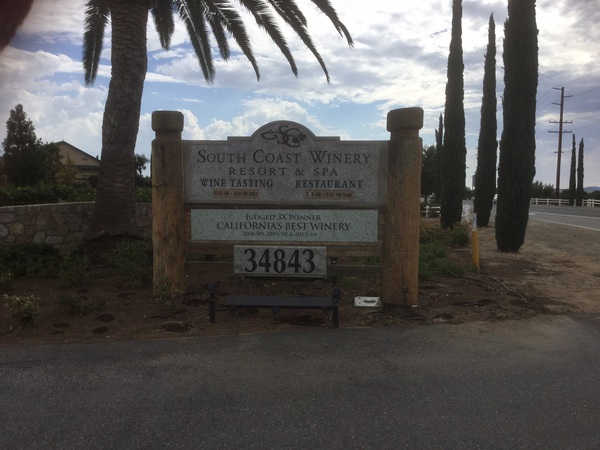 SOUTH COAST WINERY
RESORT & SPA
WINE TASTING RESTAURANT
JUDGED 3X WINNER
CALIFORNIA'S BEST WINERY
34843